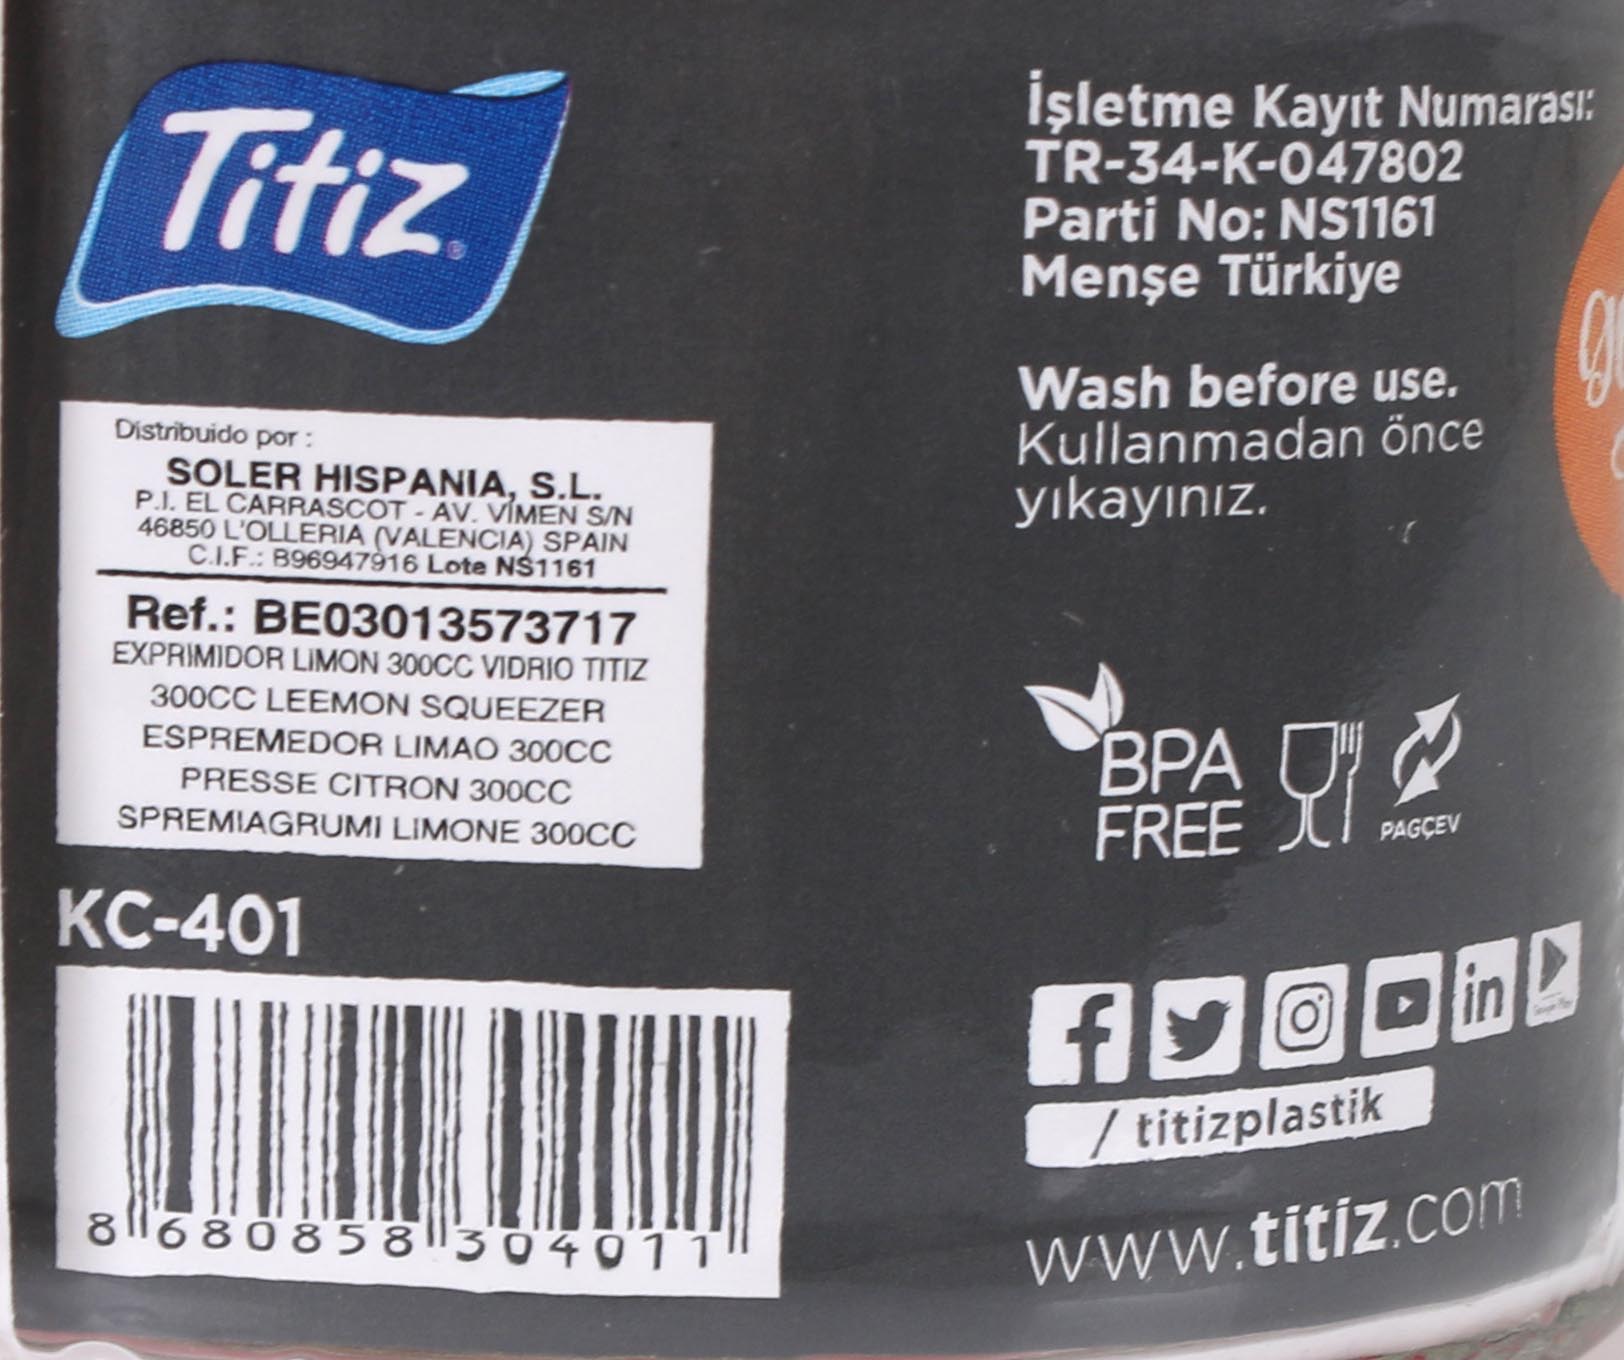 Titiz
Distribuido por :
SOLER HISPANIA, S.L.
P.I. EL CARRASCOT - AV. VIMEN S/N
46850 L'OLLERIA (VALENCIA) SPAIN
C.I.F.: B96947916 Lote NS1161
Ref.: BE03013573717
EXPRIMIDOR LIMON 300CC VIDRIO TITIZ
300CC LEEMON SQUEEZER
ESPREMEDOR LIMAO 300CC
PRESSE CITRON 300CC
SPREMIAGRUMI LIMONE 300CC
KC-401
8 680858 304011
İşletme Kayıt Numarası:
TR-34-K-047802
Parti No: NS1161
Menşe Türkiye
Wash before use.
Kullanmadan önce
yıkayınız.
BPA
FREE
PAGÇEV
/ titizplastik
www.titiz.com